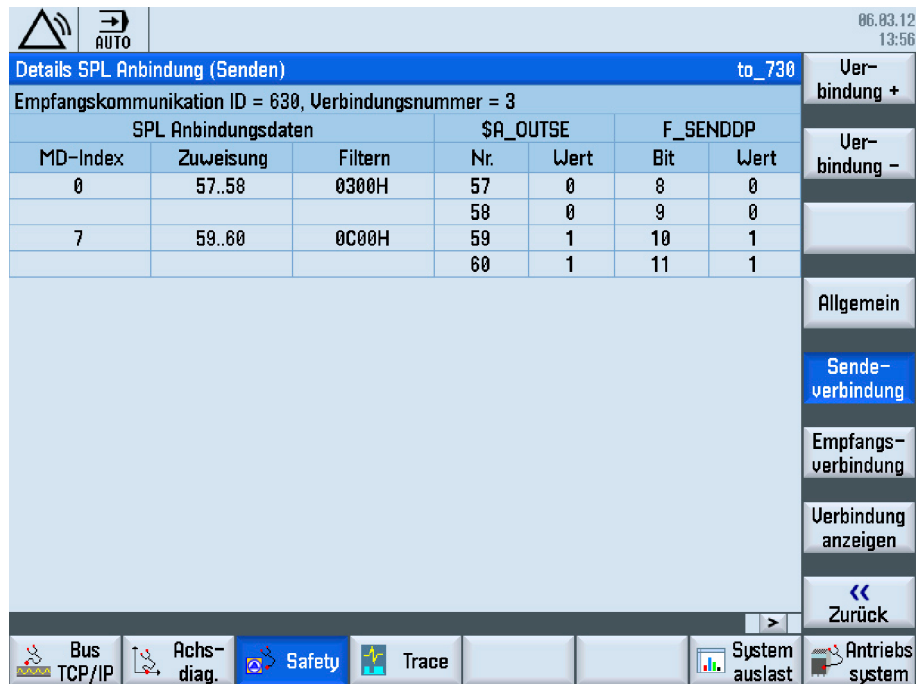 AUTO
06.03.12
13:56
Details SPL Anbindung (Senden) to_730
Empfangskommunikation ID = 630, Verbindungsnummer = 3
SPL Anbindungsdaten $A_OUTSE F_SENDDP
MD-Index Zuweisung Filtern Nr. Wert Bit Wert
0 57..58 0300H 57 0 8 0
58 0 9 0
7 59..60 0C00H 59 1 10 1
60 1 11 1
Ver-
bindung +
Ver-
bindung -
Allgemein
Sende-
verbindung
Empfangs-
verbindung
Verbindung
anzeigen
<<
Zurück
>
Bus
TCP/IP
Achs-
diag.
Safety
Trace
System
auslast
Antriebs
system